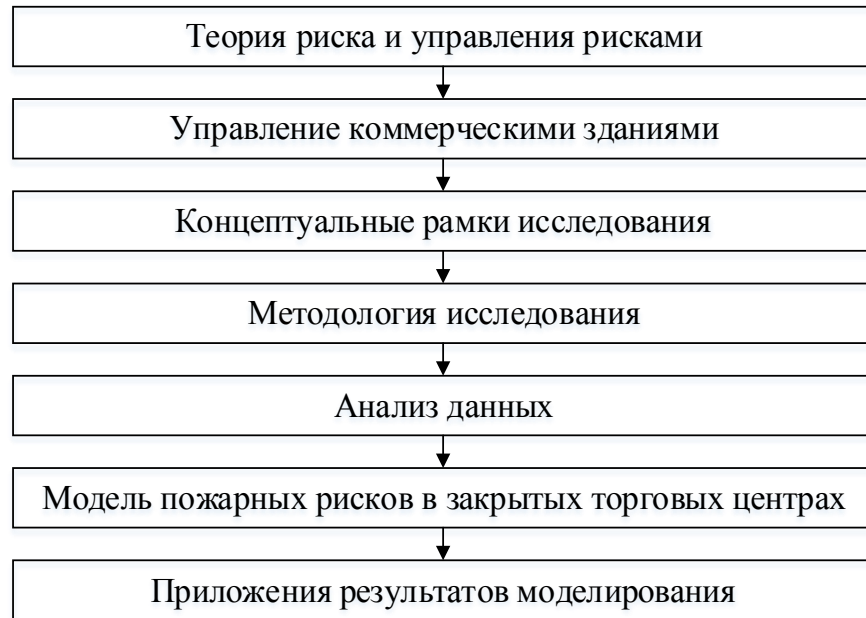 Теория риска и управления рисками
Управление коммерческими зданиями
Концептуальные рамки исследования
Методология исследования
Анализ данных
Модель пожарных рисков в закрытых торговых центрах
Приложения результатов моделирования